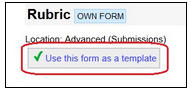 Rubric OWN FORM
Location: Advanced (Submissions)
Use this form as a template